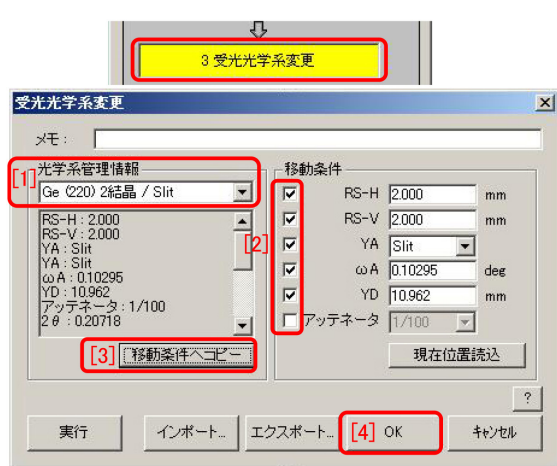 3 受光光学系変更
受光光学系変更
メモ：
[1]
光学系管理情報
Ge (220) 2結晶 / Slit
RS-H : 2.000
RS-V : 2.000
YA : Slit
YA : Slit
ωA : 0.10295
YD : 10.962
アッテネータ : 1/100
2θ : 0.20718
[3] 移動条件へコピー
移動条件
[2]
RS-H 2.000 mm
RS-V 2.000 mm
YA Slit
ωA 0.10295 deg
YD 10.962 mm
アッテネータ 1/100
現在位置読込
?
実行 インポート... エクスポート... [4] OK キャンセル